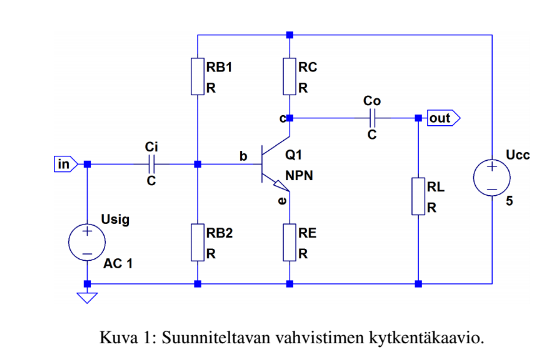 RB1
R
RC
R
c
Co
C
out
in
Ci
C
b
Q1
NPN
e
Ucc
5
Usig
AC 1
RB2
R
RE
R
RL
R
Kuva 1: Suunniteltavan vahvistimen kytkentäkaavio.